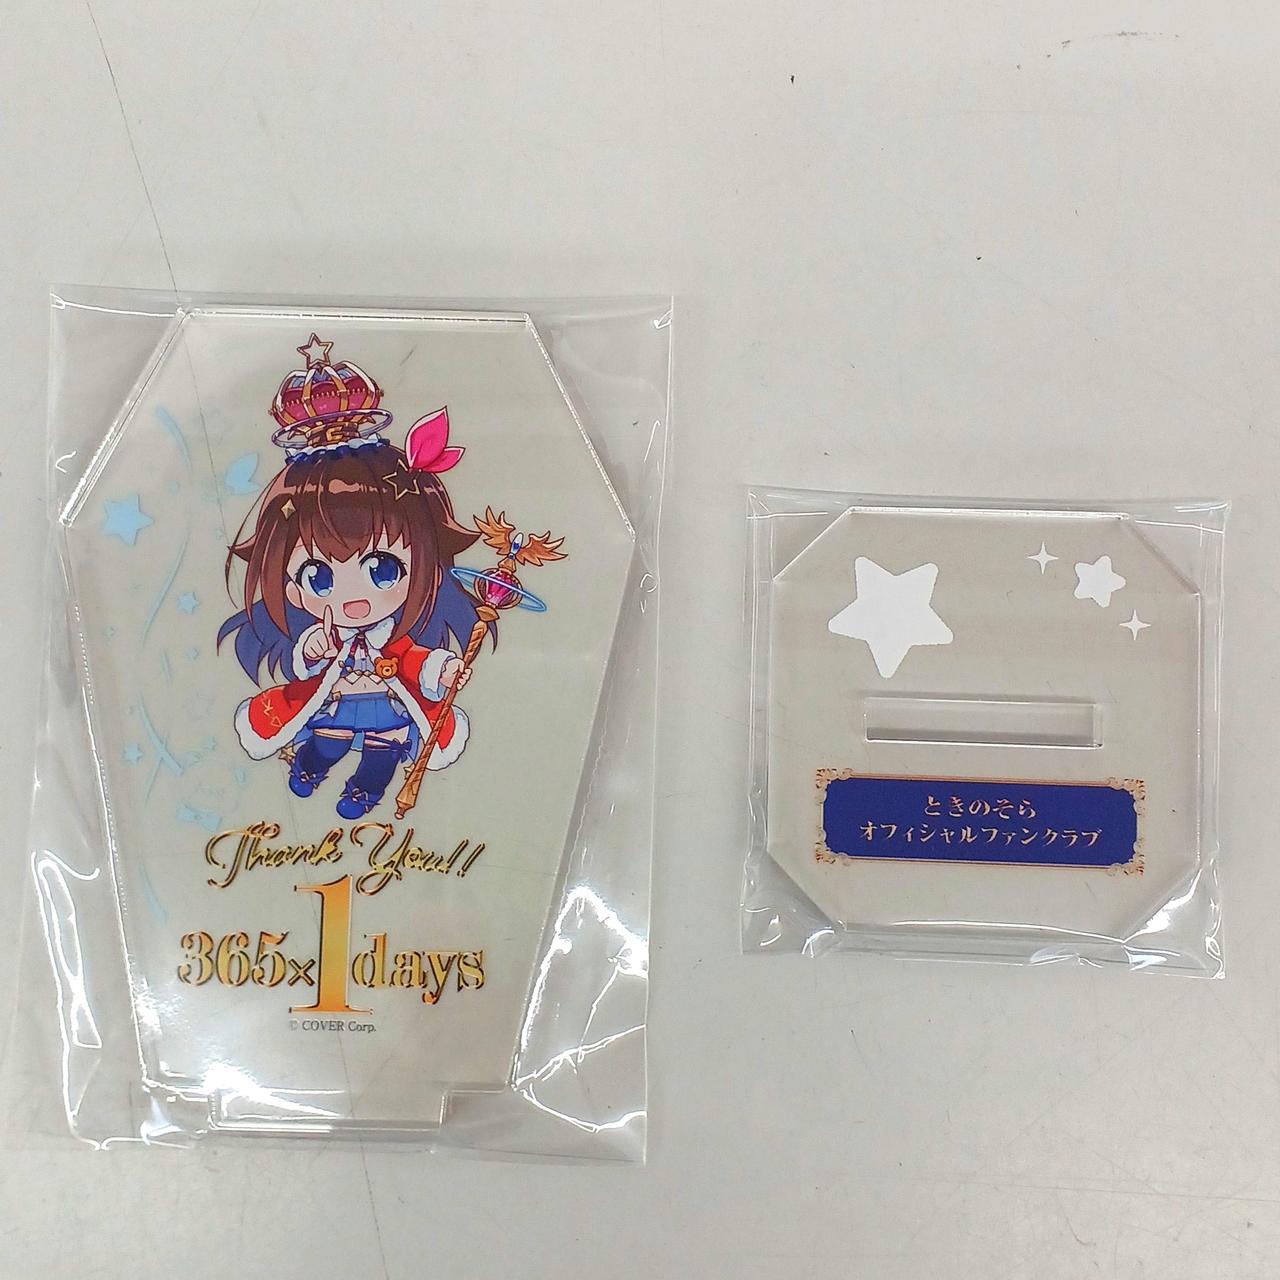 Thank You!!
365×1days
© COVER Corp.
ときのそら
オフィシャルファンクラブ